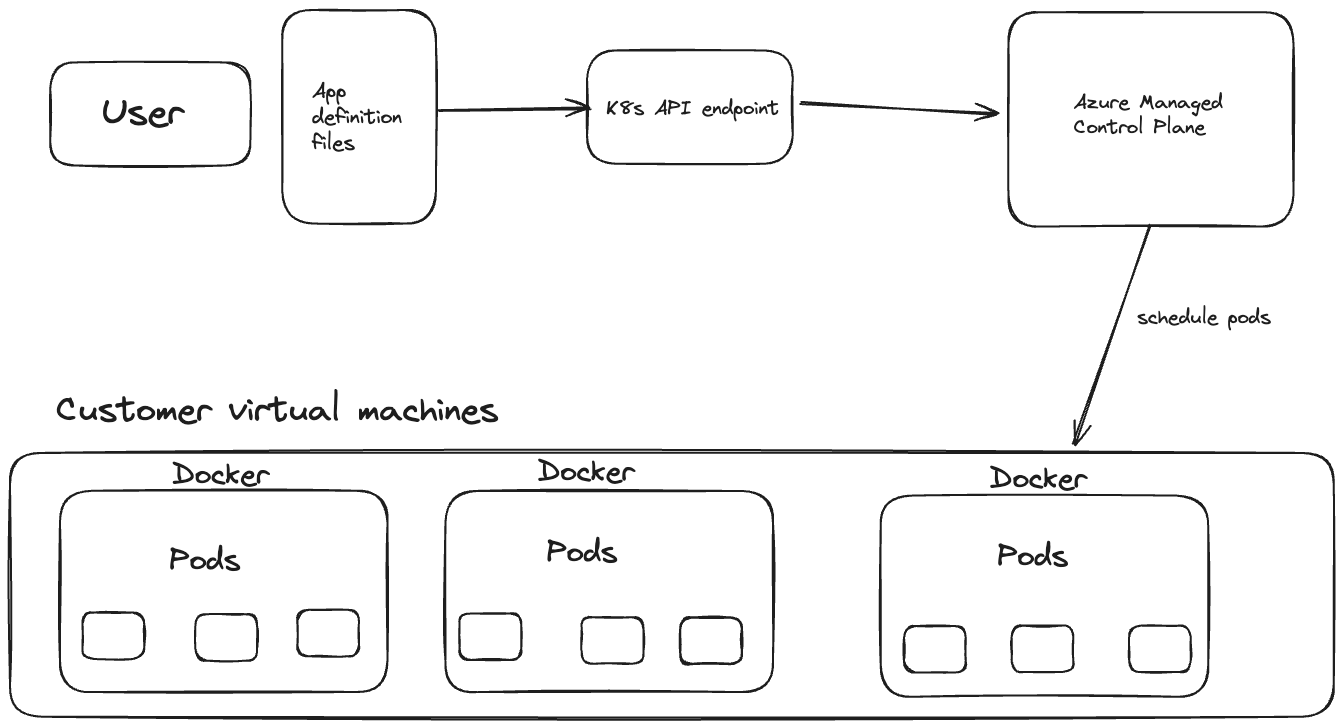 User
App
definition
files
K8s API endpoint
Azure Managed
Control Plane
schedule pods
Customer virtual machines
Docker
Docker
Docker
Pods
Pods
Pods